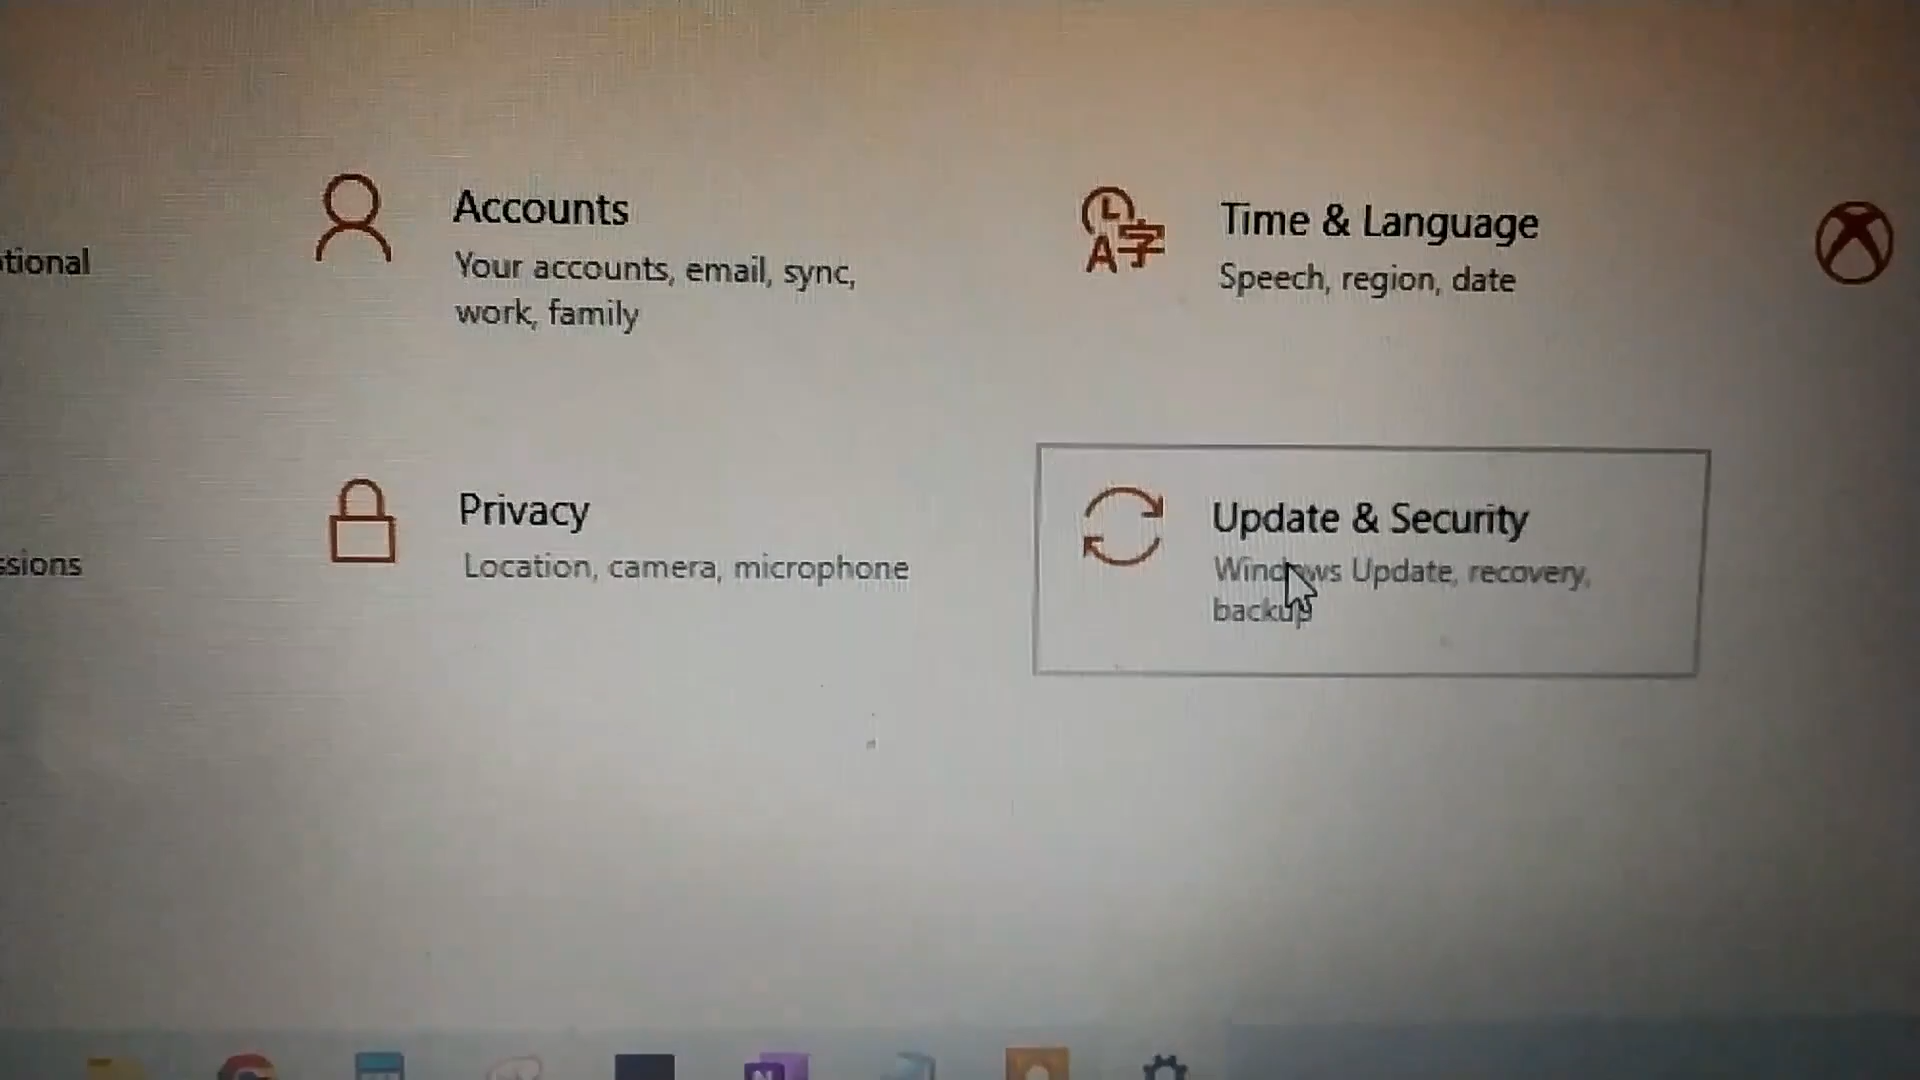 Accounts
Your accounts, email, sync,
work, family
Time & Language
Speech, region, date
tional
Privacy
Location, camera, microphone
Update & Security
Windows Update, recovery,
backup
ssions